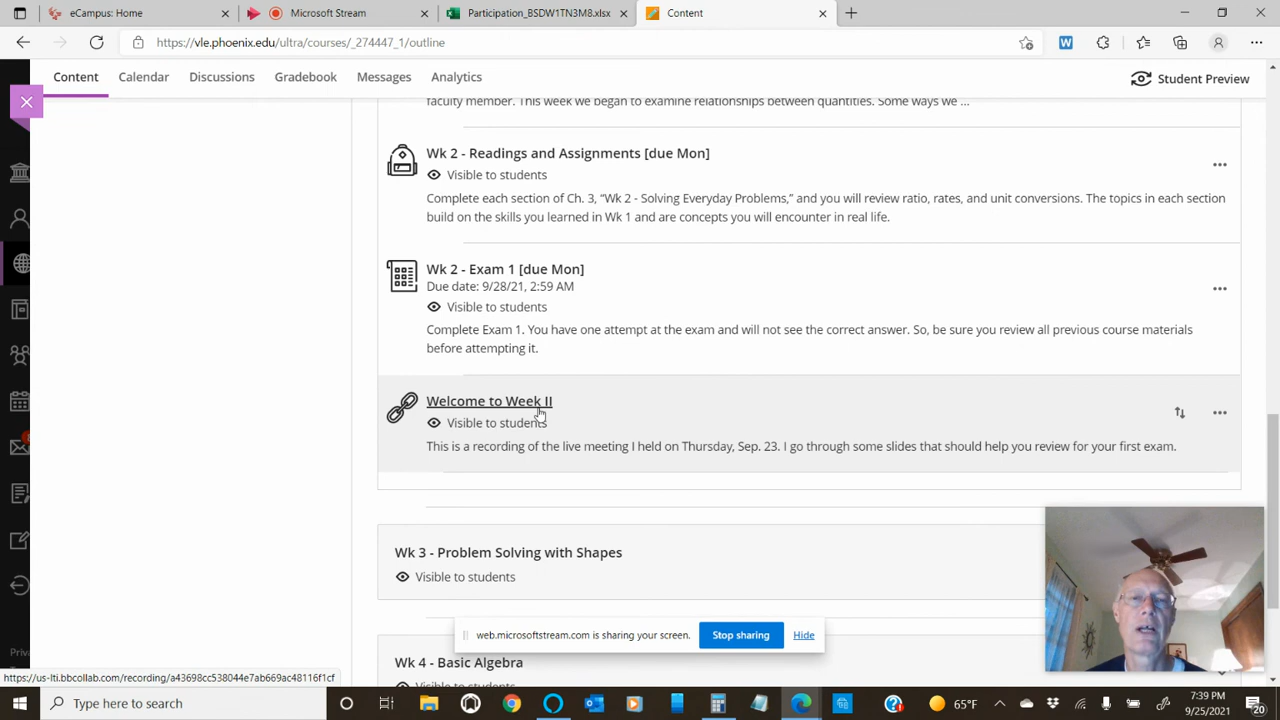 eCampus: Home
Microsoft Stream
Participation_BSDW1TN3M8.xlsx
Content
https://vle.phoenix.edu/ultra/courses/_274447_1/outline
Content
Calendar
Discussions
Gradebook
Messages
Analytics
Student Preview
faculty member. This week we began to examine relationships between quantities. Some ways we ...
Wk 2 - Readings and Assignments [due Mon]
Visible to students
Complete each section of Ch. 3, “Wk 2 - Solving Everyday Problems,” and you will review ratio, rates, and unit conversions. The topics in each section
build on the skills you learned in Wk 1 and are concepts you will encounter in real life.
Wk 2 - Exam 1 [due Mon]
Due date: 9/28/21, 2:59 AM
Visible to students
Complete Exam 1. You have one attempt at the exam and will not see the correct answer. So, be sure you review all previous course materials
before attempting it.
Welcome to Week II
Visible to students
This is a recording of the live meeting I held on Thursday, Sep. 23. I go through some slides that should help you review for your first exam.
Wk 3 - Problem Solving with Shapes
Visible to students
web.microsoftstream.com is sharing your screen.
Stop sharing
Hide
Wk 4 - Basic Algebra
Priv
https://us-lti.bbcollab.com/recording/a43698cc538044e7ab669ac48116f1cf
Type here to search
65°F
7:39 PM
9/25/2021
20